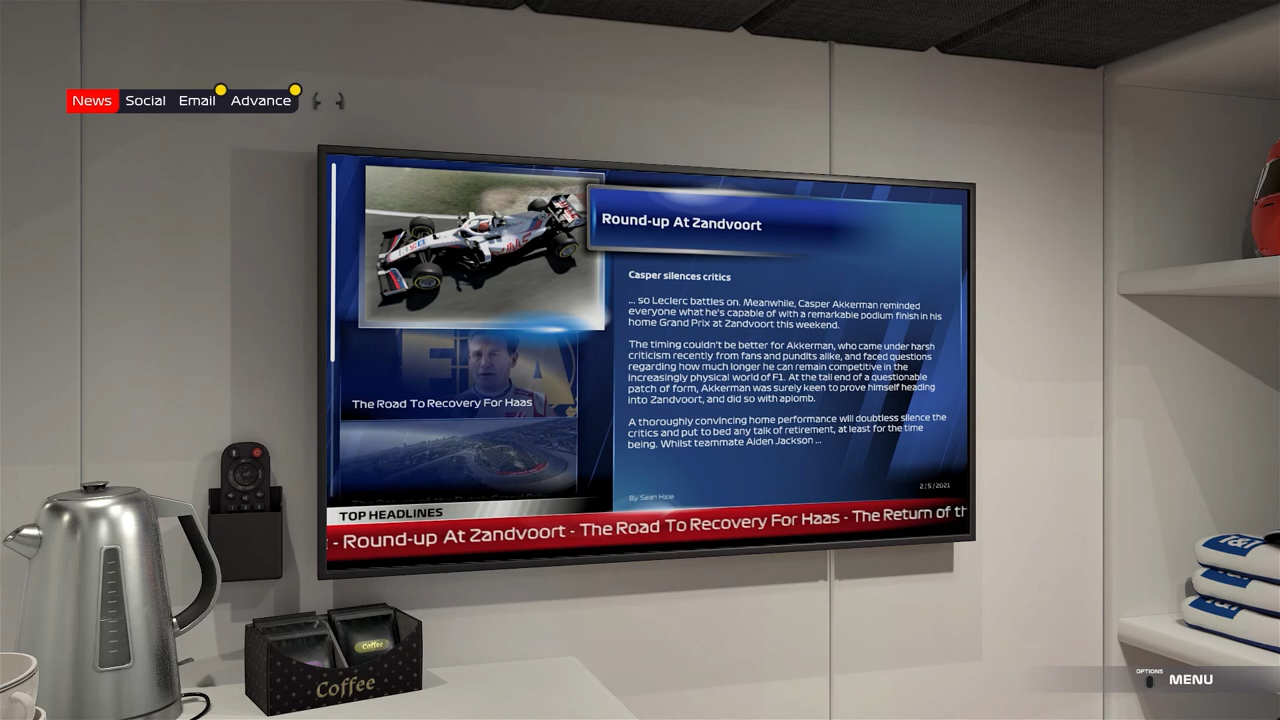 News Social Email Advance
Round-up At Zandvoort
Casper silences critics
... so Leclerc battles on. Meanwhile, Casper Akkerman reminded
everyone what he's capable of with a remarkable podium finish in his
home Grand Prix at Zandvoort this weekend.
The timing couldn't be better for Akkerman, who came under harsh
criticism recently from fans and pundits alike, and faced questions
regarding how much longer he can remain competitive in the
increasingly physical world of F1. At the tail end of a questionable
patch of form, Akkerman was surely keen to prove himself heading
into Zandvoort, and did so with aplomb.
A thoroughly convincing home performance will doubtless silence the
critics and put to bed any talk of retirement, at least for the time
being. Whilst teammate Aiden Jackson ...
By Sean Hale
2/5/2021
FIA
The Road To Recovery For Haas
TOP HEADLINES
- Round-up At Zandvoort - The Road To Recovery For Haas - The Return of th
Coffee
Coffee
OPTIONS
MENU